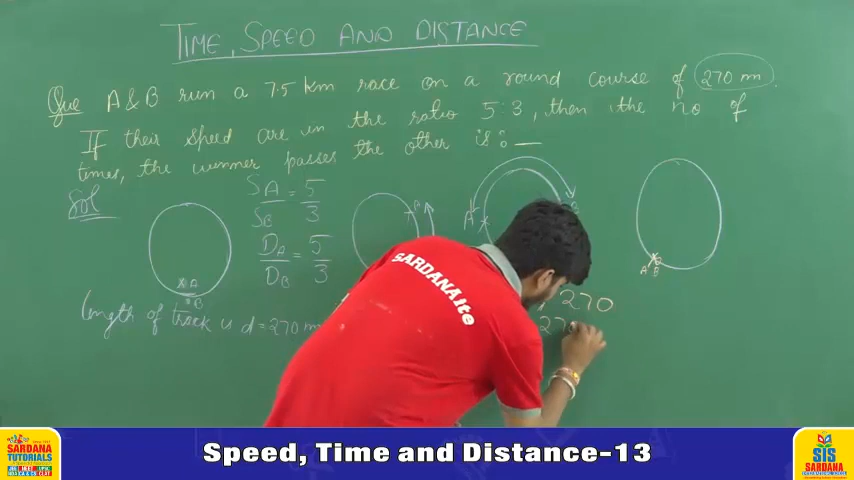 TIME, SPEED AND DISTANCE
Que A & B run a 7.5 km race on a round course of 270 m.
If their speed are in the ratio 5:3, then the no of
times, the winner passes the other is : __
Sol
SA = 5
SB 3
DA = 5
DB 3
A
B
A
B
A
B
length of track is d = 270 m
270
270
SARDANAite
Speed, Time and Distance-13
SARDANA
TUTORIALS
SIS
SARDANA